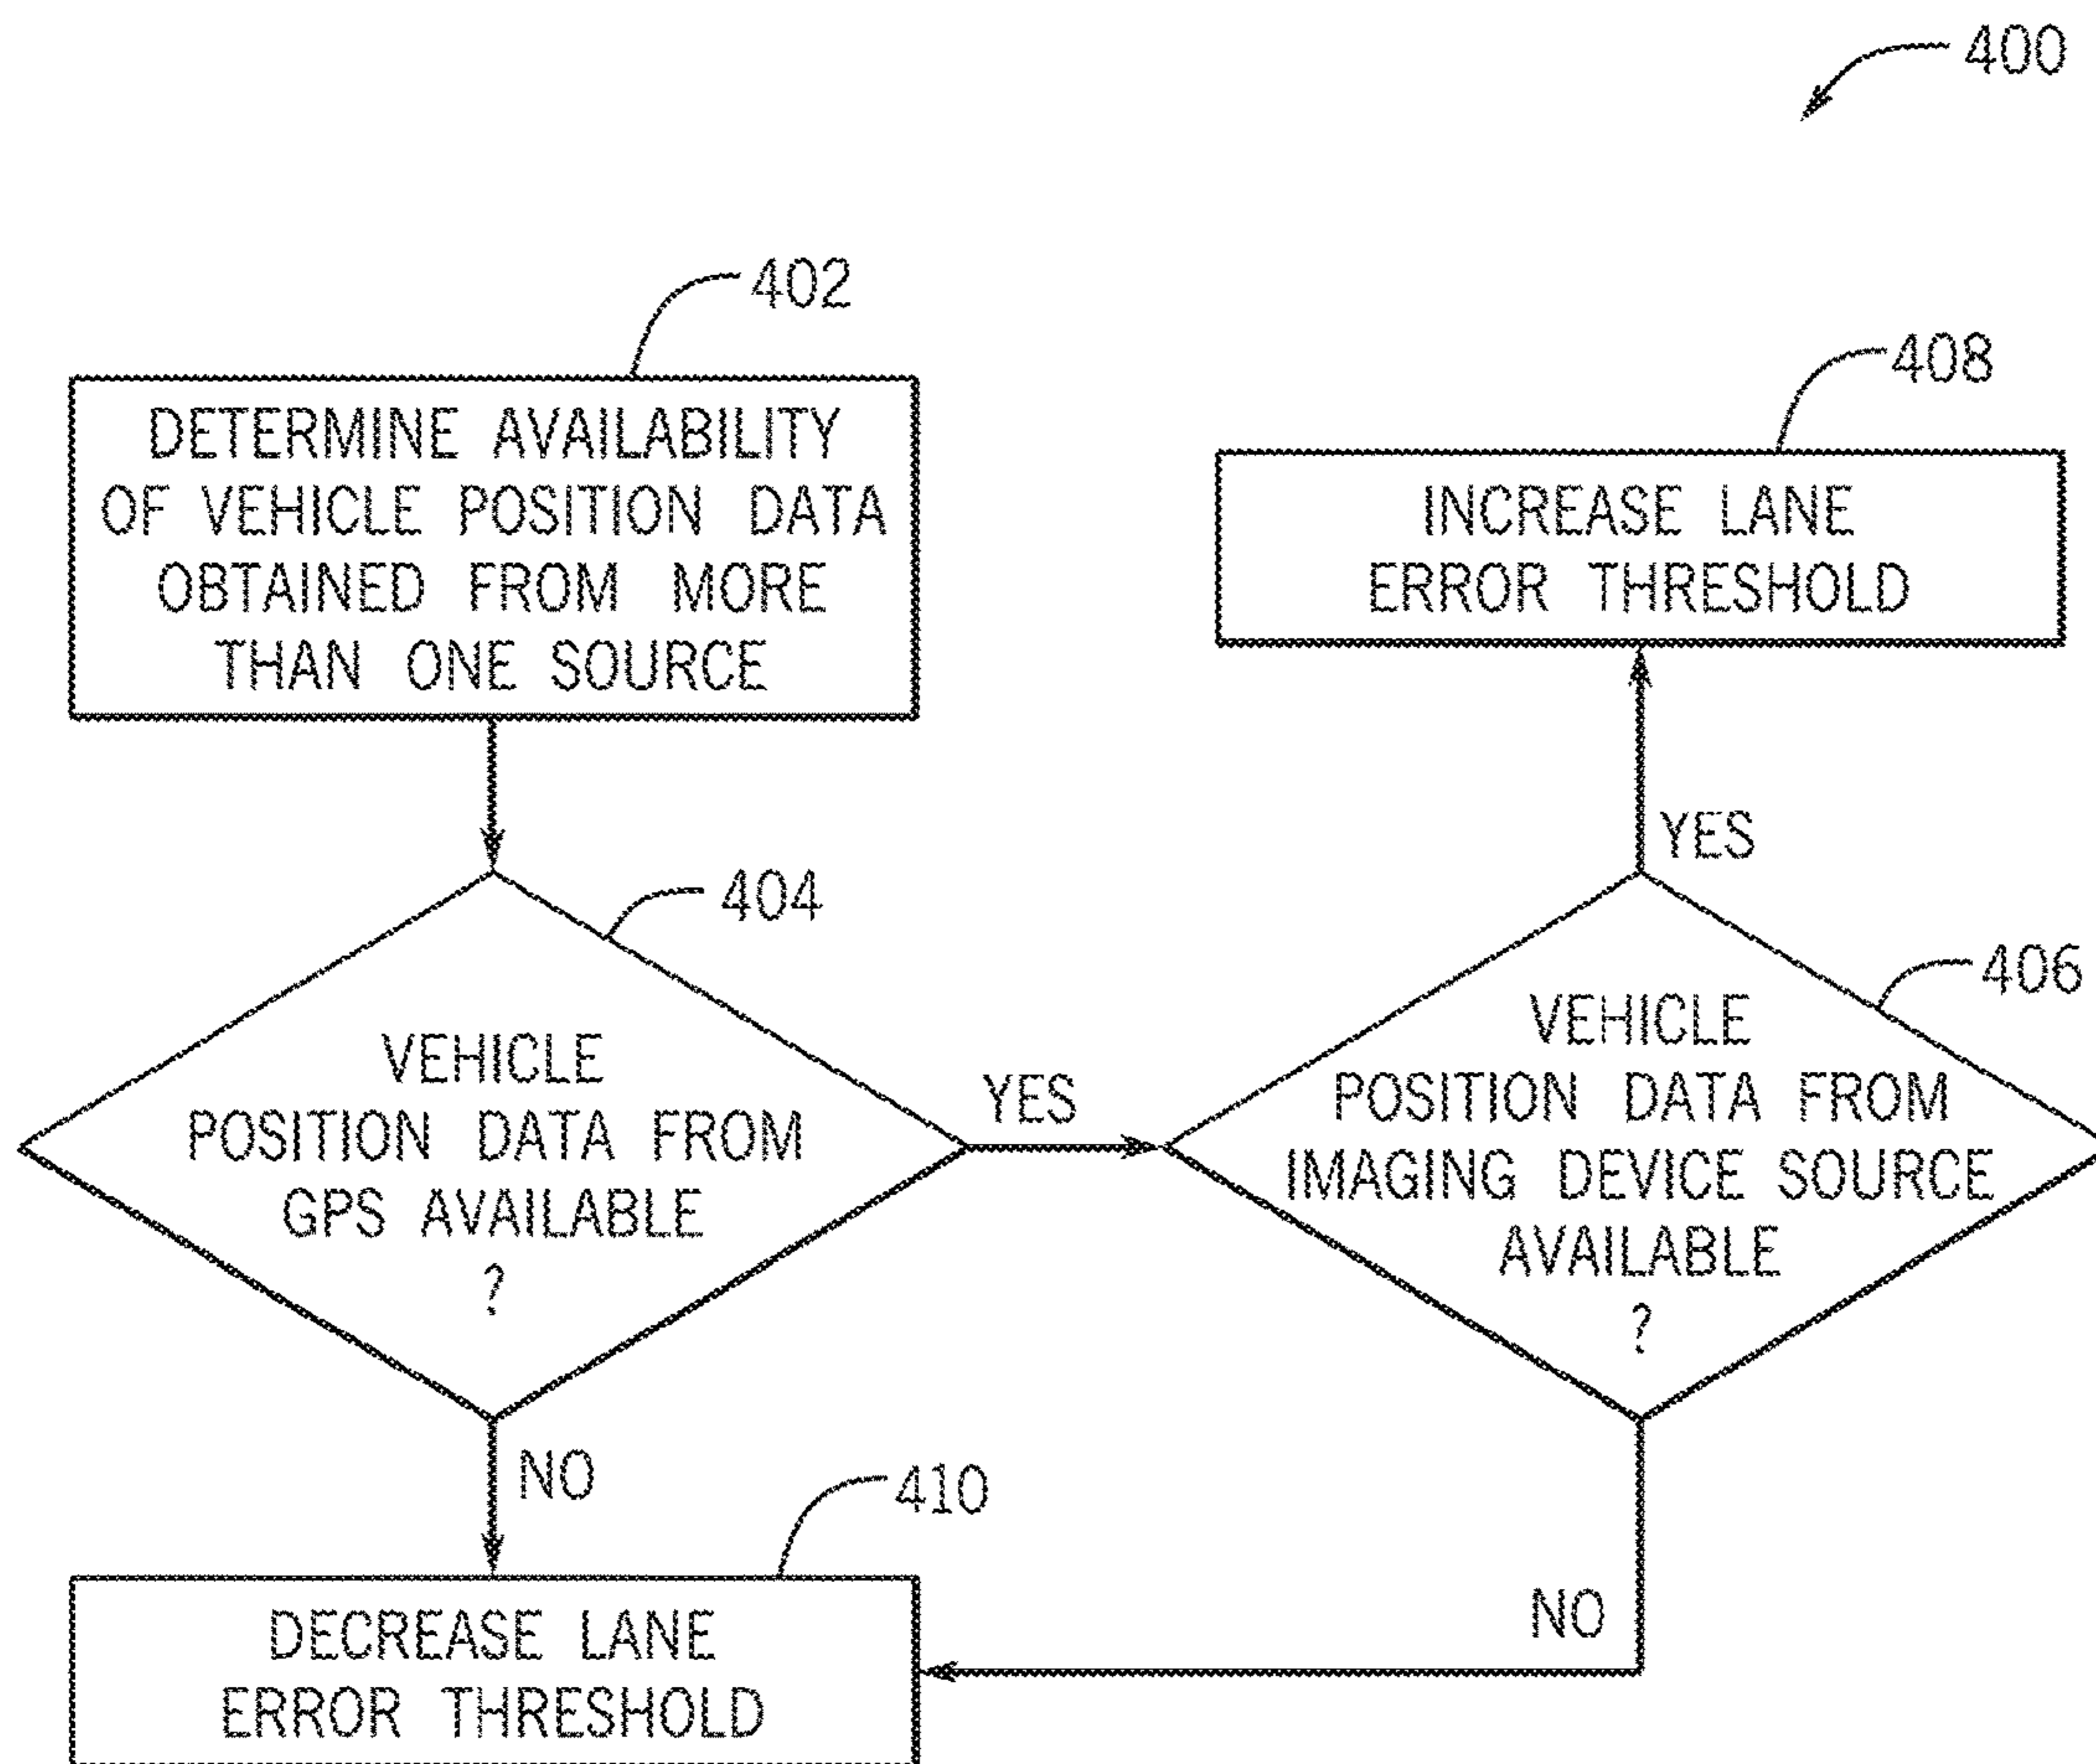 400
402
DETERMINE AVAILABILITY
OF VEHICLE POSITION DATA
OBTAINED FROM MORE
THAN ONE SOURCE
408
INCREASE LANE
ERROR THRESHOLD
YES
404
VEHICLE
POSITION DATA FROM
GPS AVAILABLE
?
YES
406
VEHICLE
POSITION DATA FROM
IMAGING DEVICE SOURCE
AVAILABLE
?
NO
410
DECREASE LANE
ERROR THRESHOLD
NO